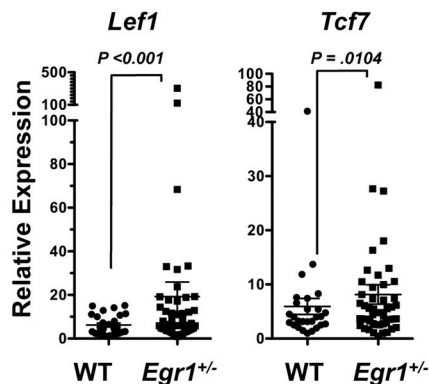 Lef1
Tcf7
P <0.001
P = .0104
Relative Expression
500
100
100
80
60
40
20
0
100
80
60
40
40
30
20
10
0
WT
Egr1+/-
WT
Egr1+/-